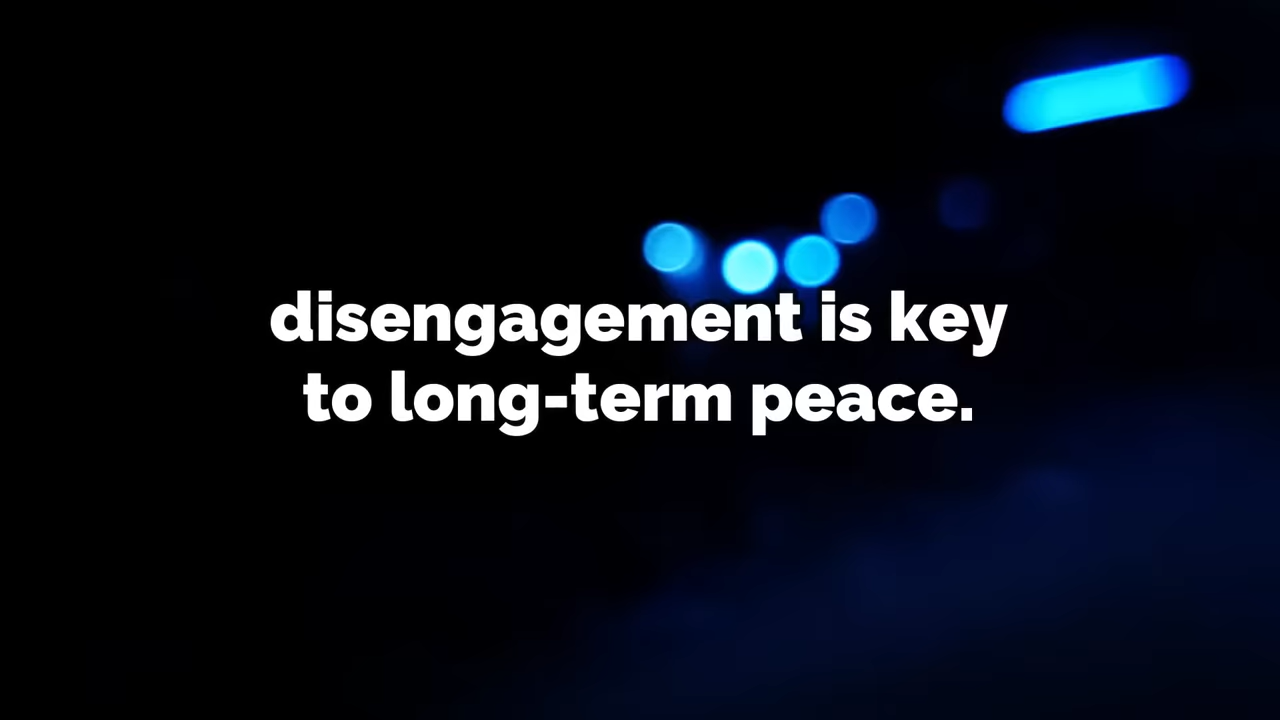 disengagement is key
to long-term peace.